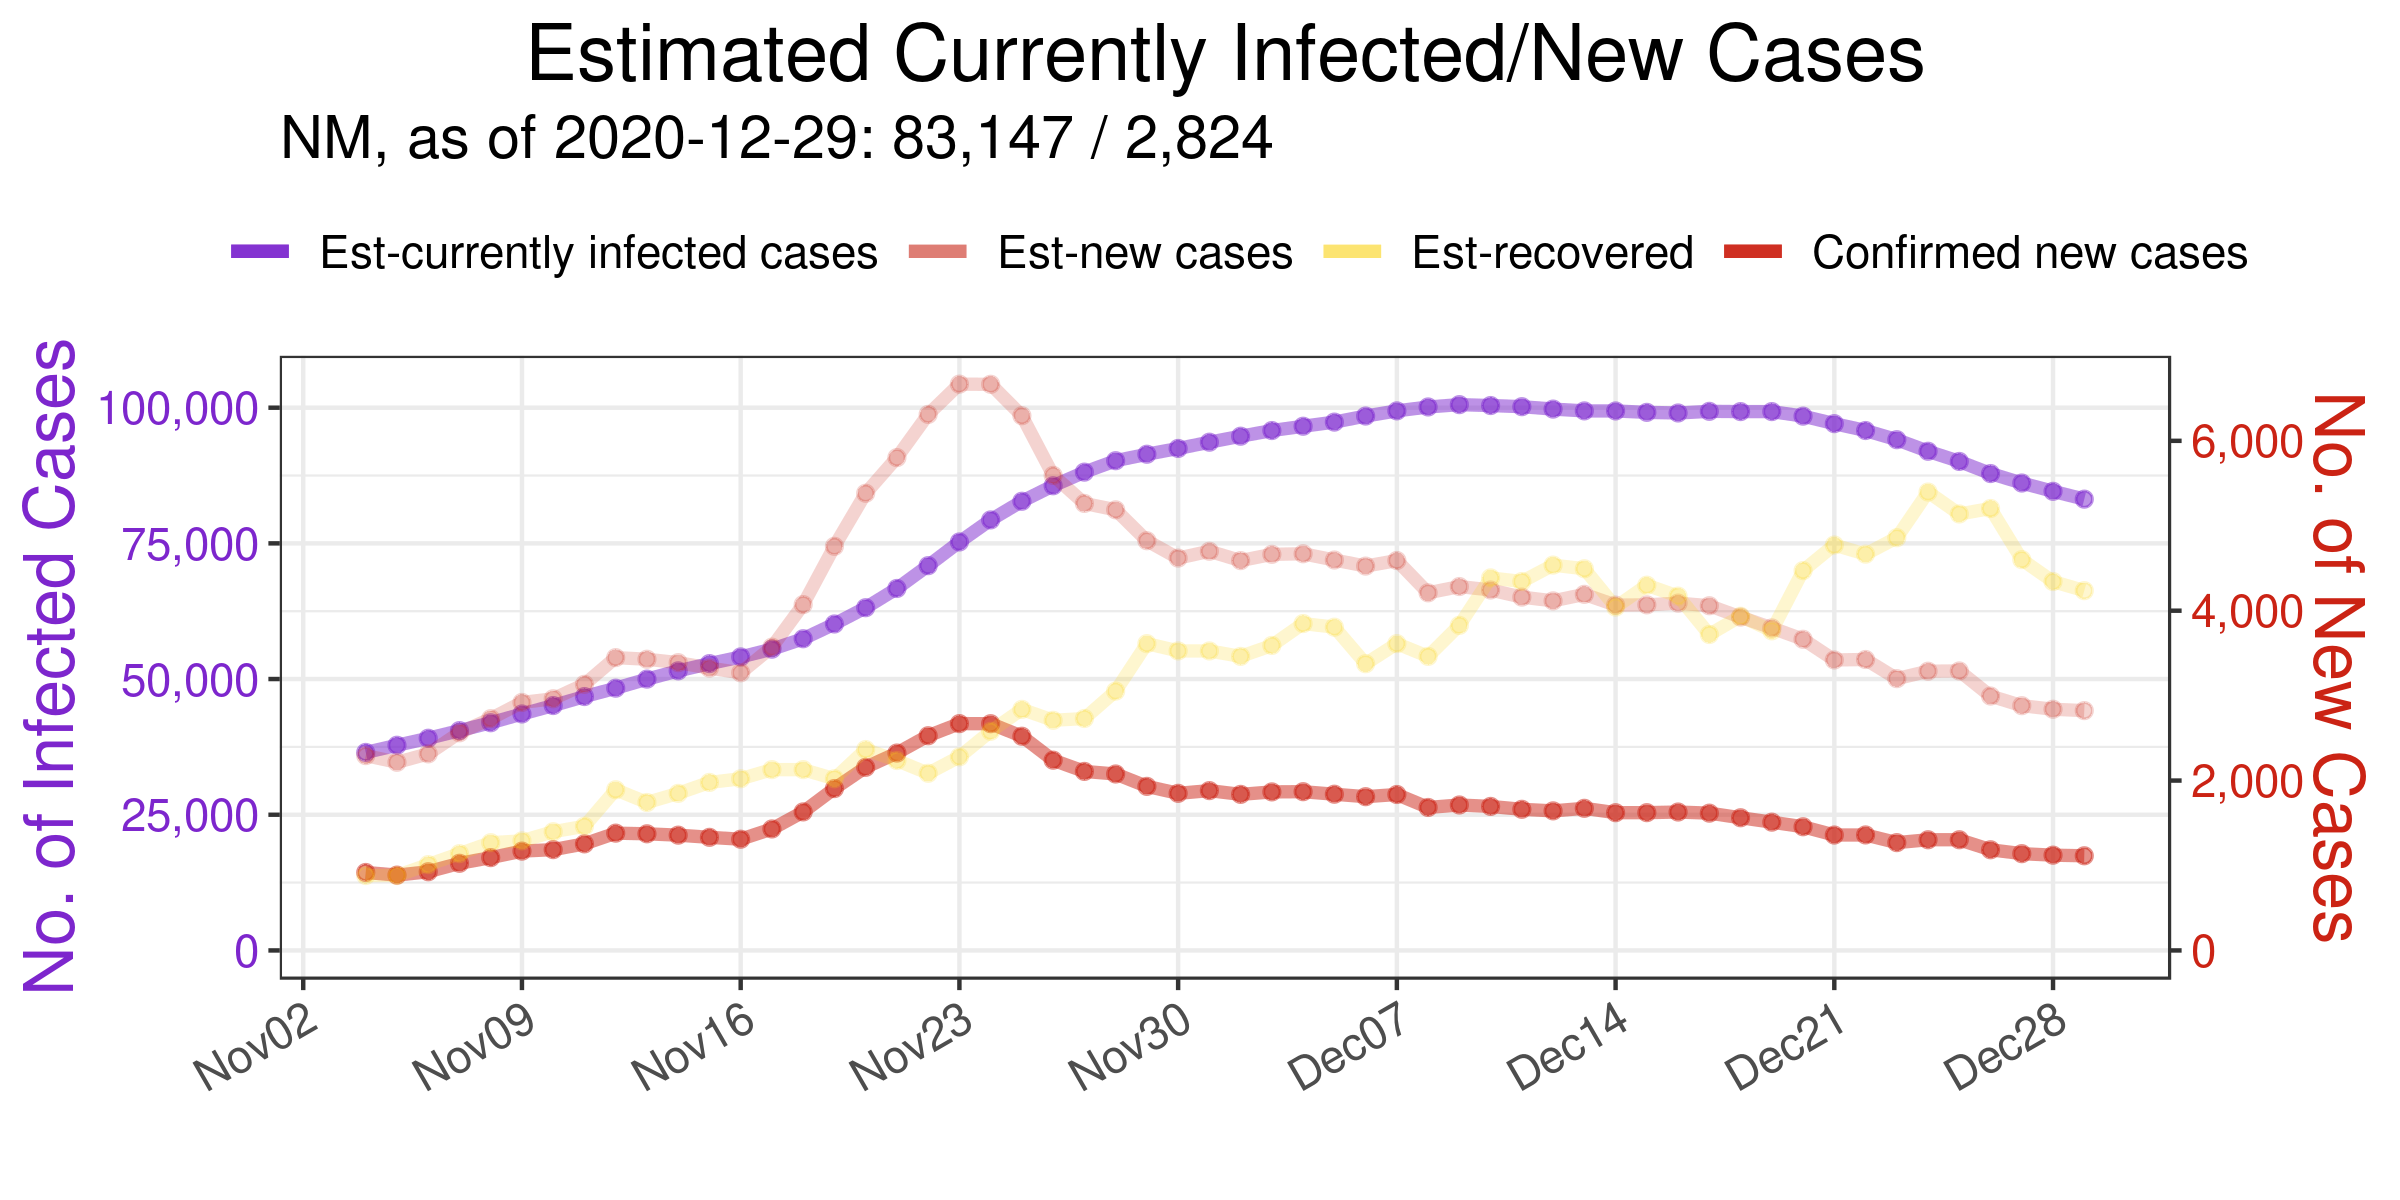 Estimated Currently Infected/New Cases
NM, as of 2020-12-29: 83,147 / 2,824
Est-currently infected cases Est-new cases Est-recovered Confirmed new cases
No. of Infected Cases
100,000
75,000
50,000
25,000
0
6,000
4,000
2,000
0
No. of New Cases
Nov02 Nov09 Nov16 Nov23 Nov30 Dec07 Dec14 Dec21 Dec28